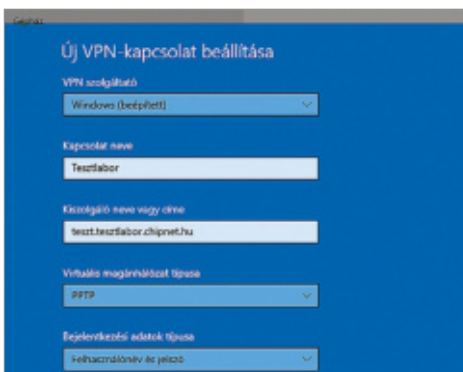 Új VPN-kapcsolat beállítása
VPN szolgáltató
Windows (beépített)
Kapcsolat neve
Tesztlabor
Kiszolgáló neve vagy címe
teszt.tesztlabor.chipnet.hu
Virtuális magánhálózat típusa
PPTP
Bejelentkezési adatok típusa
Felhasználónév és jelszó